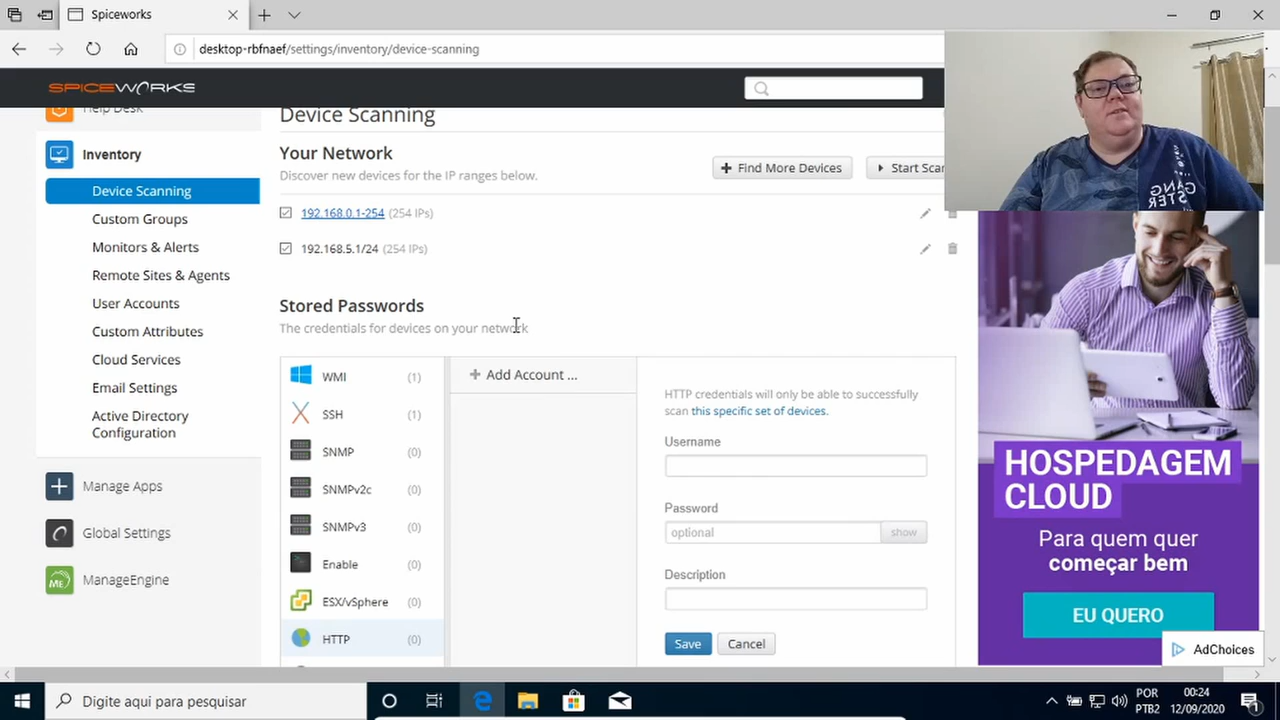 Spiceworks
desktop-rbfnaef/settings/inventory/device-scanning
SPICEWORKS
Help Desk
Inventory
Device Scanning
Custom Groups
Monitors & Alerts
Remote Sites & Agents
User Accounts
Custom Attributes
Cloud Services
Email Settings
Active Directory
Configuration
Manage Apps
Global Settings
ME
ManageEngine
Device Scanning
Your Network
Discover new devices for the IP ranges below.
Find More Devices
Start Scan
192.168.0.1-254 (254 IPs)
192.168.5.1/24 (254 IPs)
Stored Passwords
The credentials for devices on your network
WMI (1)
SSH (1)
SNMP (0)
SNMPv2c (0)
SNMPv3 (0)
Enable (0)
ESX/vSphere (0)
HTTP (0)
Add Account ...
HTTP credentials will only be able to successfully
scan this specific set of devices.
Username
Password
optional
show
Description
Save
Cancel
HOSPEDAGEM
CLOUD
Para quem quer
começar bem
EU QUERO
AdChoices
Digite aqui para pesquisar
POR
PTB2
00:24
12/09/2020
1